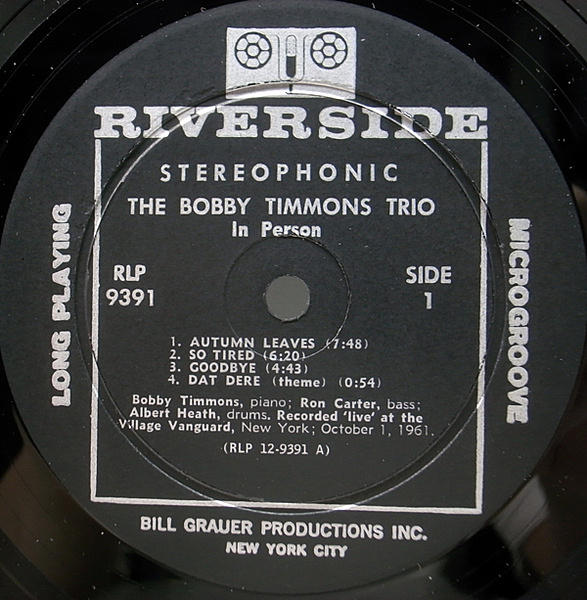 RIVERSIDE
STEREOPHONIC
THE BOBBY TIMMONS TRIO
In Person
LONG PLAYING
RLP
9391
SIDE
1
MICROGROOVE
1. AUTUMN LEAVES (7:48)
2. SO TIRED (6:20)
3. GOODBYE (4:43)
4. DAT DERE (theme) (0:54)
Bobby Timmons, piano; Ron Carter, bass;
Albert Heath, drums. Recorded 'live' at the
Village Vanguard, New York; October 1, 1961.
(RLP 12-9391 A)
BILL GRAUER PRODUCTIONS INC.
NEW YORK CITY